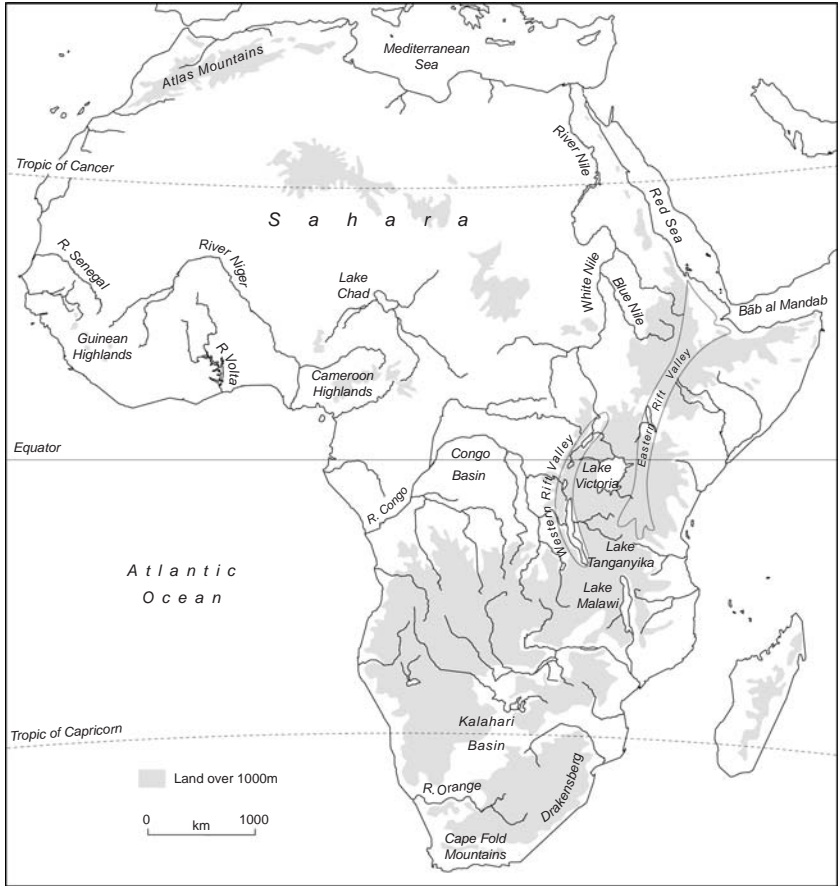 Mediterranean
Sea
Atlas Mountains
River Nile
Tropic of Cancer
Red Sea
Sahara
R. Senegal
River Niger
Lake
Chad
White Nile
Blue Nile
Bāb al Mandab
Guinean
Highlands
R. Volta
Cameroon
Highlands
Eastern Rift Valley
Equator
Congo
Basin
Western Rift Valley
Lake
Victoria
R. Congo
Lake
Tanganyika
Atlantic
Ocean
Lake
Malawi
Tropic of Capricorn
Kalahari
Basin
Land over 1000m
R. Orange
Drakensberg
0 1000
km
Cape Fold
Mountains